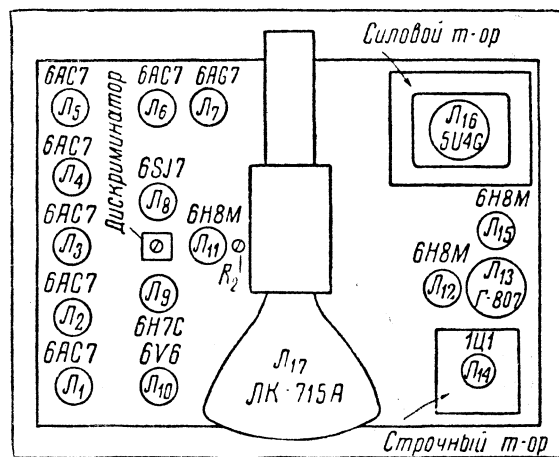 Силовой т-ор
6АС7
Л5
6АС7
Л6
6АG7
Л7
Дискриминатор
Л16
5U4G
6АС7
Л4
6SJ7
Л8
6АС7
Л3
6Н8М
Л11
R2
6Н8М
Л15
6Н8М
Л12
Л13
Г-807
6АС7
Л2
Л9
6Н7С
6АС7
Л1
6V6
Л10
Л17
ЛК-715А
1Ц1
Л14
Строчный т-ор